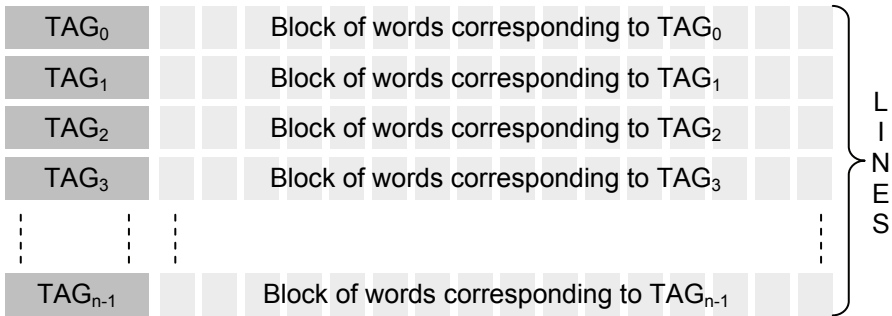 TAG₀ Block of words corresponding to TAG₀
TAG₁ Block of words corresponding to TAG₁
TAG₂ Block of words corresponding to TAG₂
TAG₃ Block of words corresponding to TAG₃
TAGₙ₋₁ Block of words corresponding to TAGₙ₋₁
L
I
N
E
S